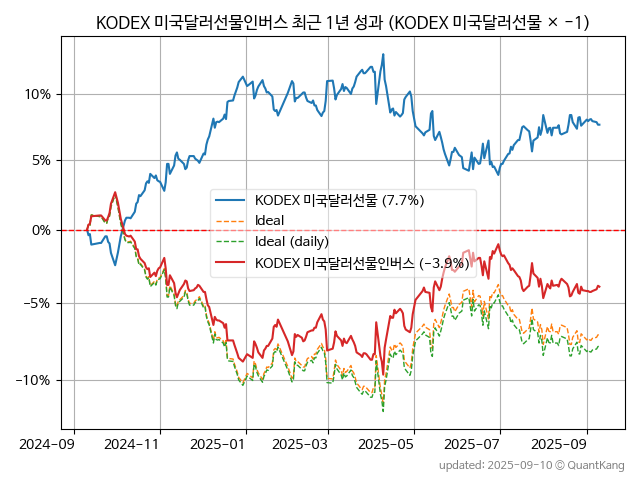 KODEX 미국달러선물인버스 최근 1년 성과 (KODEX 미국달러선물 × −1)
10%
5%
0%
−5%
−10%
KODEX 미국달러선물 (7.7%)
Ideal
Ideal (daily)
KODEX 미국달러선물인버스 (−3.9%)
2024-09
2024-11
2025-01
2025-03
2025-05
2025-07
2025-09
updated: 2025-09-10 © QuantKang